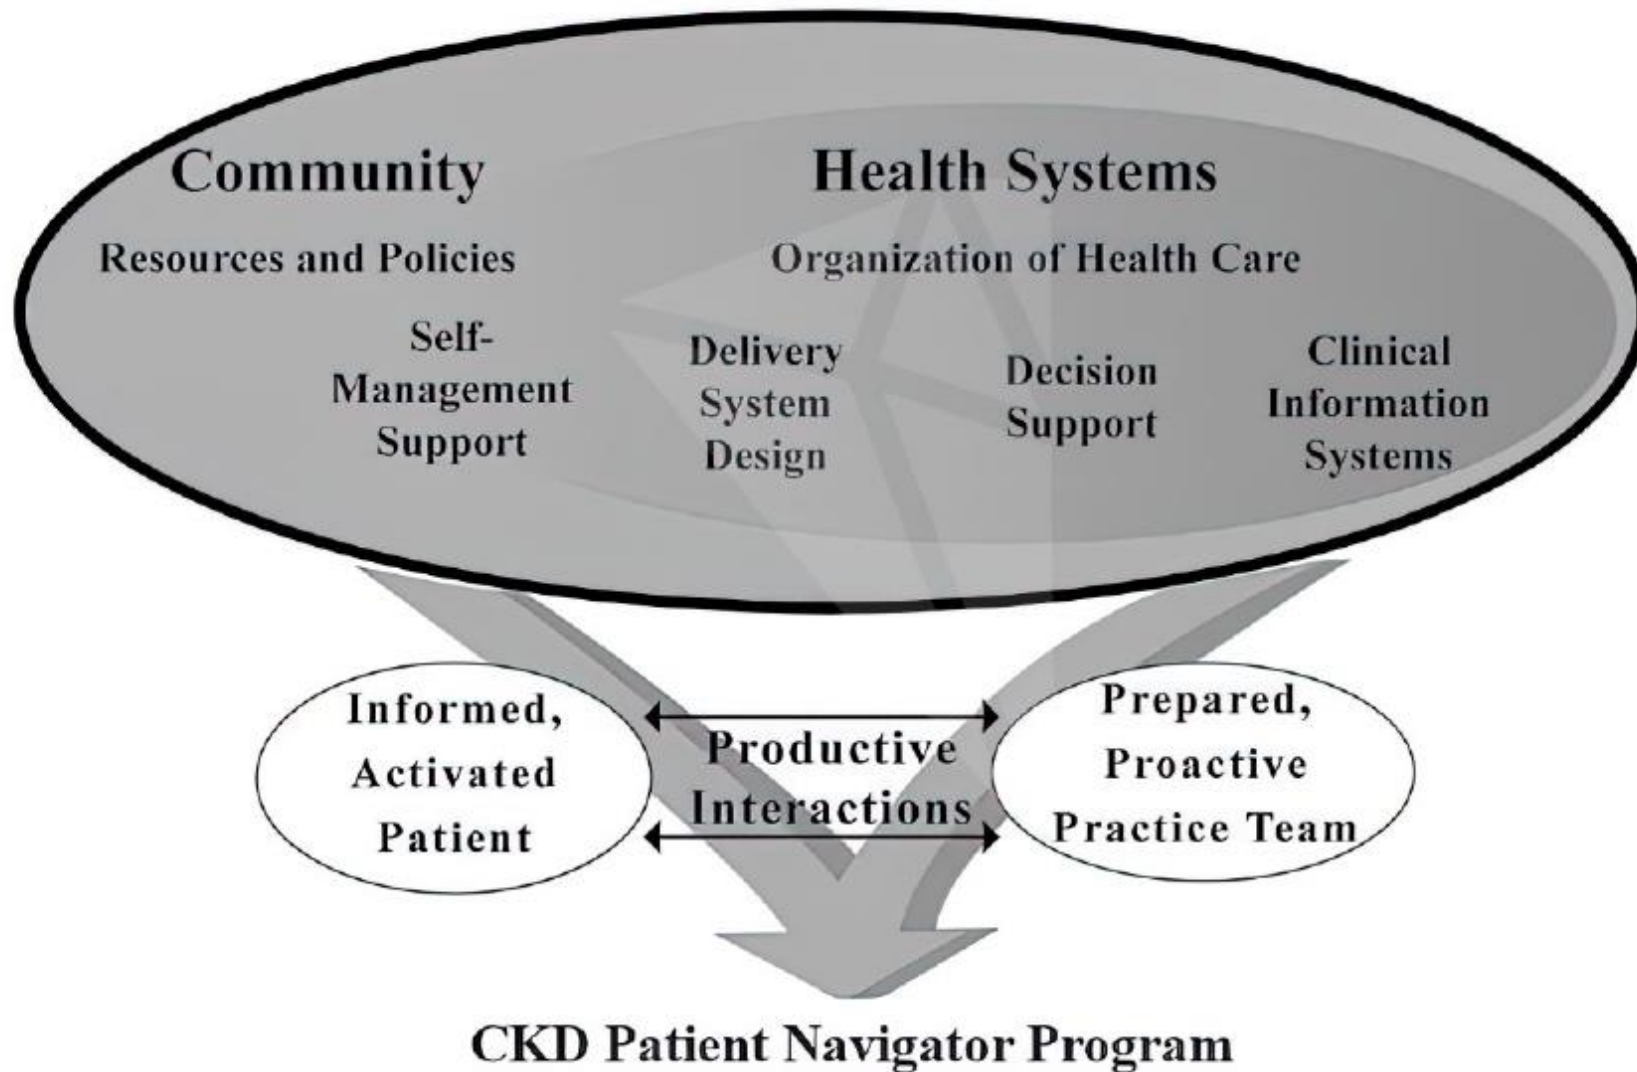 Community
Health Systems
Resources and Policies
Organization of Health Care
Self-
Management
Support
Delivery
System
Design
Decision
Support
Clinical
Information
Systems
Informed,
Activated
Patient
Productive
Interactions
Prepared,
Proactive
Practice Team
CKD Patient Navigator Program